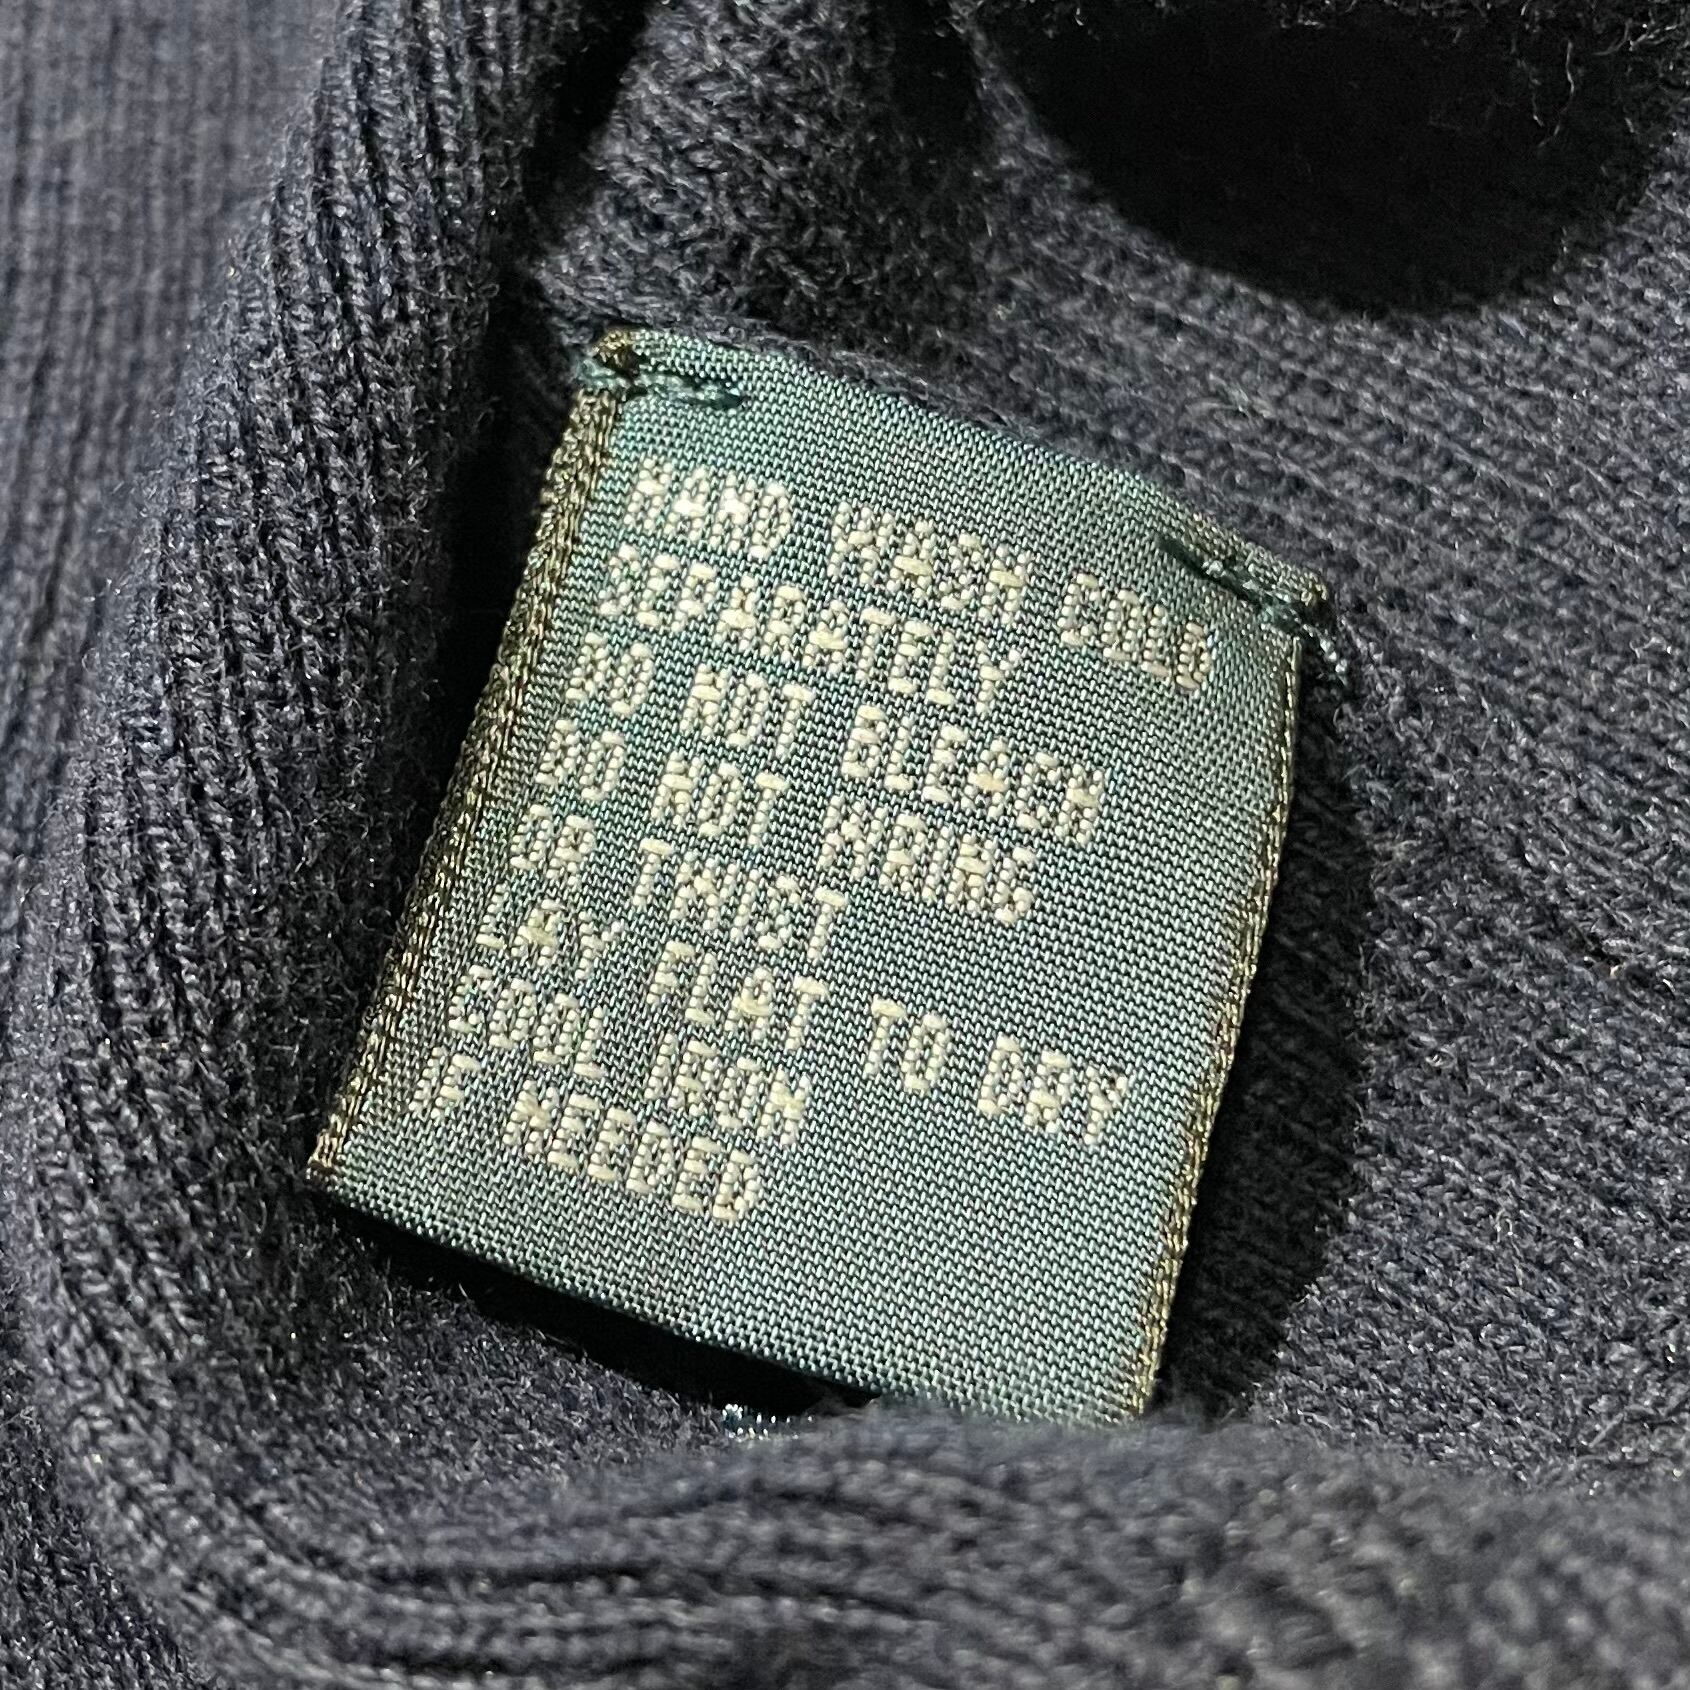 HAND WASH COLD
SEPARATELY
DO NOT BLEACH
DO NOT WRING
OR TWIST
LAY FLAT TO DRY
COOL IRON
IF NEEDED